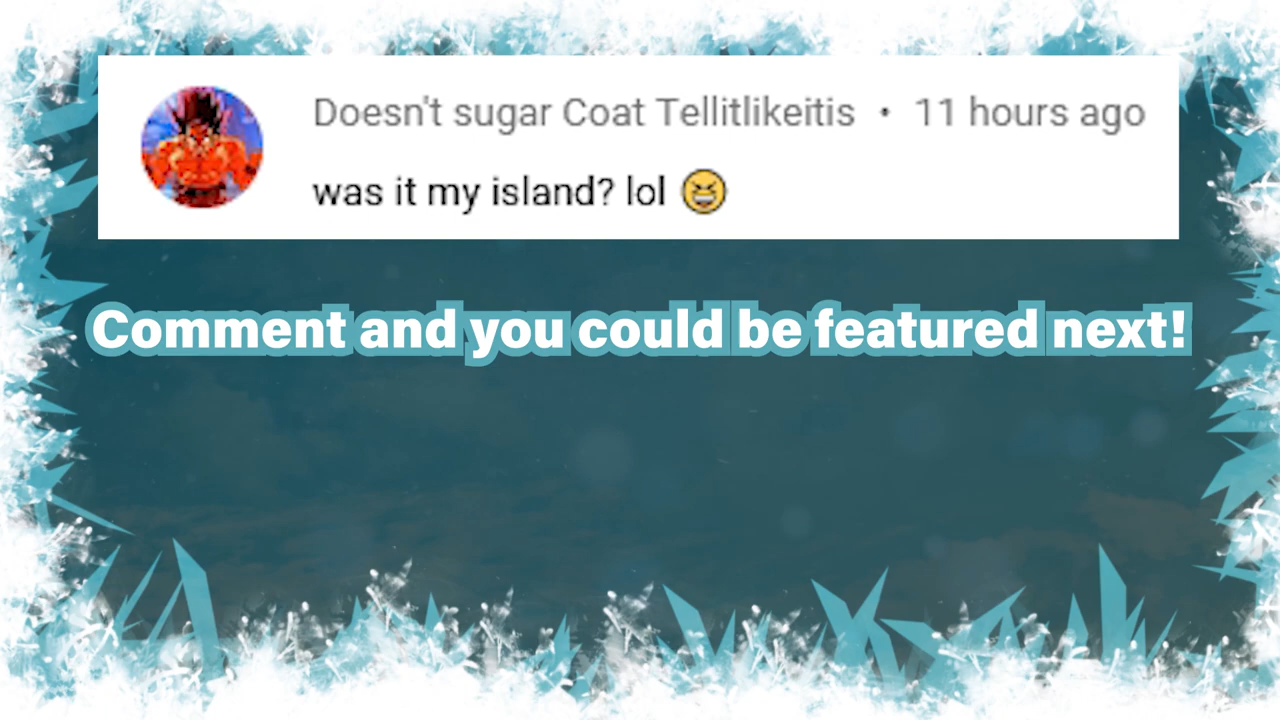 Doesn't sugar Coat Tellitlikeitis • 11 hours ago
was it my island? lol 😆
Comment and you could be featured next!